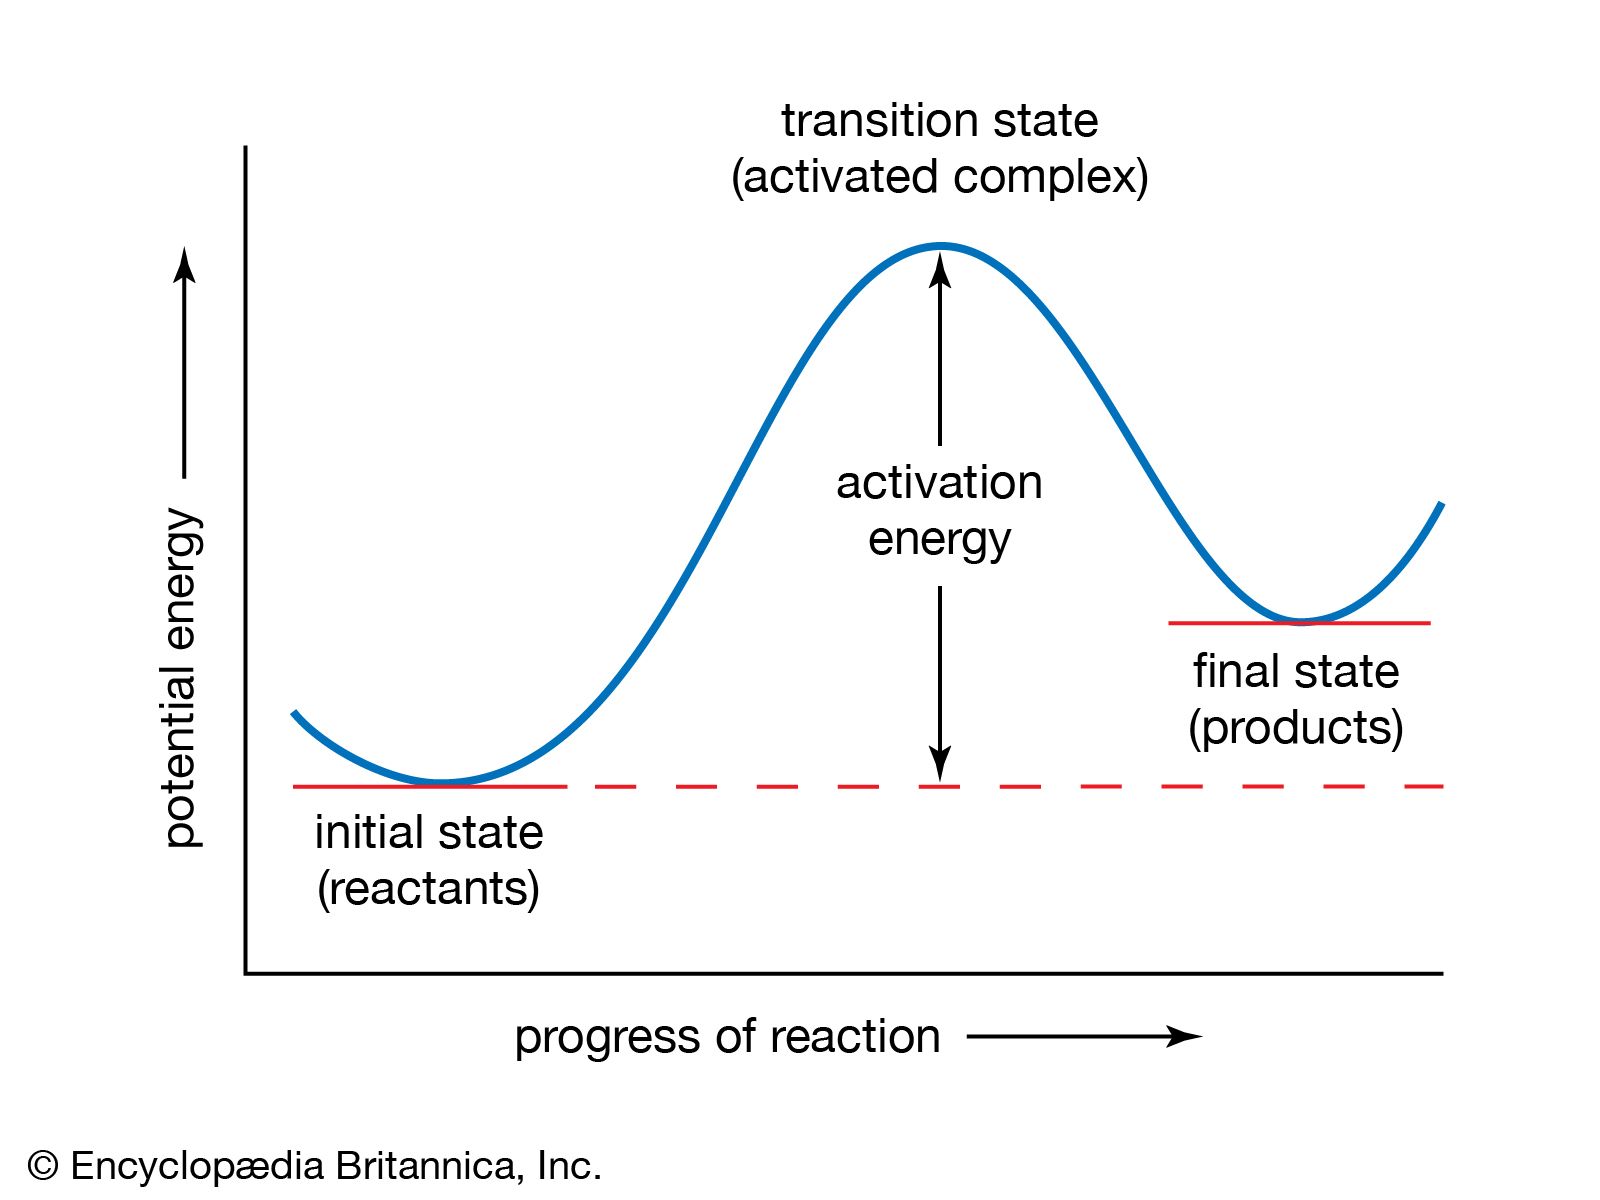 transition state
(activated complex)
potential energy
activation
energy
final state
(products)
initial state
(reactants)
progress of reaction
© Encyclopædia Britannica, Inc.